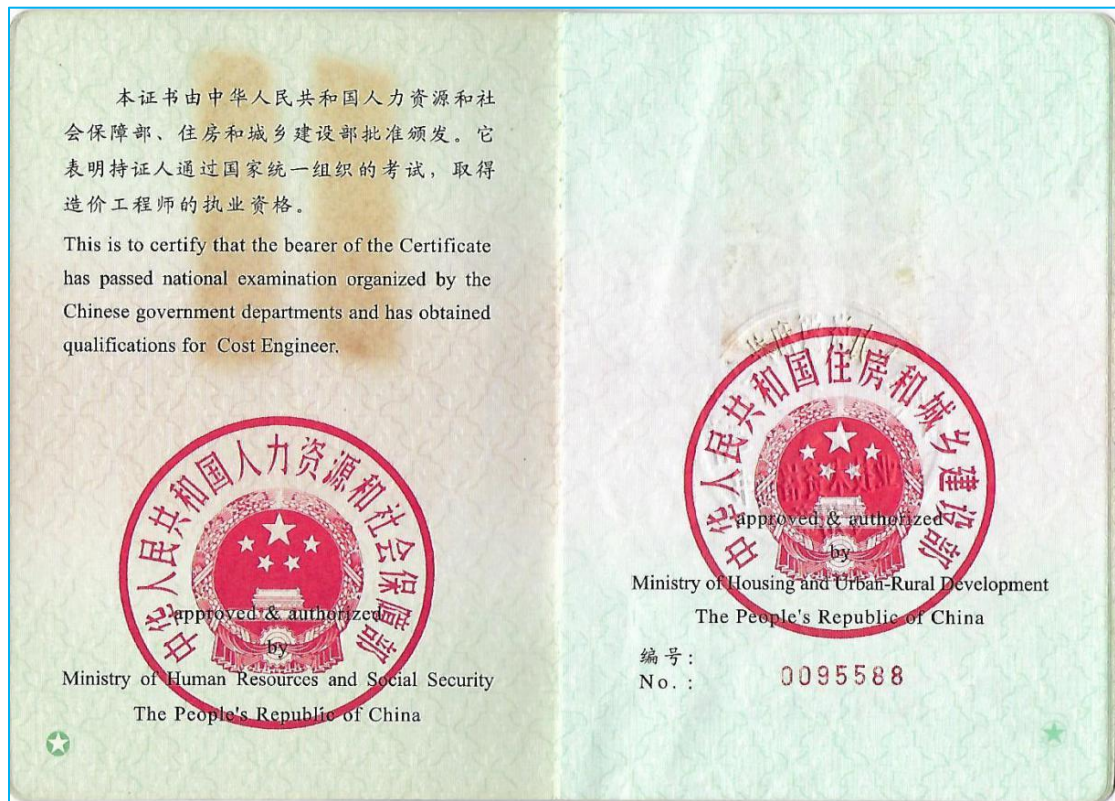 本证书由中华人民共和国人力资源和社
会保障部、住房和城乡建设部批准颁发。它
表明持证人通过国家统一组织的考试，取得
造价工程师的执业资格。
This is to certify that the bearer of the Certificate
has passed national examination organized by the
Chinese government departments and has obtained
qualifications for Cost Engineer.
中华人民共和国人力资源和社会保障部
approved & authorized
by
Ministry of Human Resources and Social Security
The People's Republic of China
中华人民共和国住房和城乡建设部
approved & authorized
by
Ministry of Housing and Urban-Rural Development
The People's Republic of China
编号：
No.: 0095588